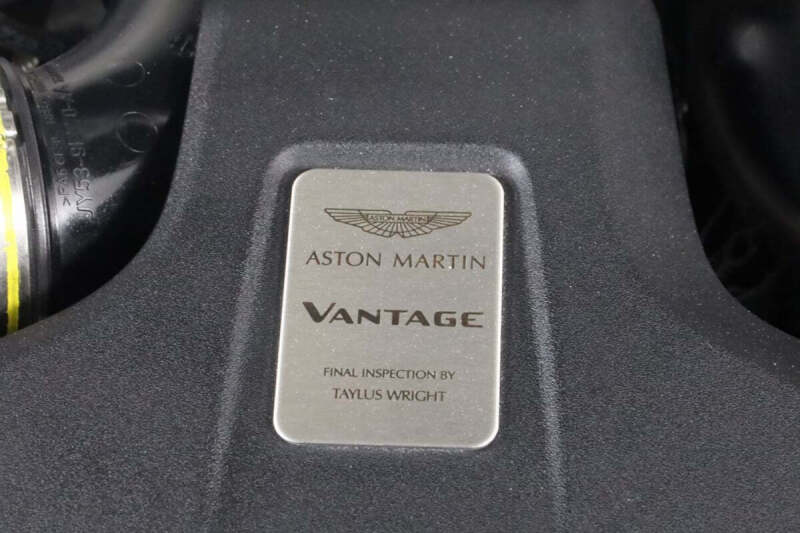 ASTON MARTIN
ASTON MARTIN
VANTAGE
FINAL INSPECTION BY
TAYLUS WRIGHT